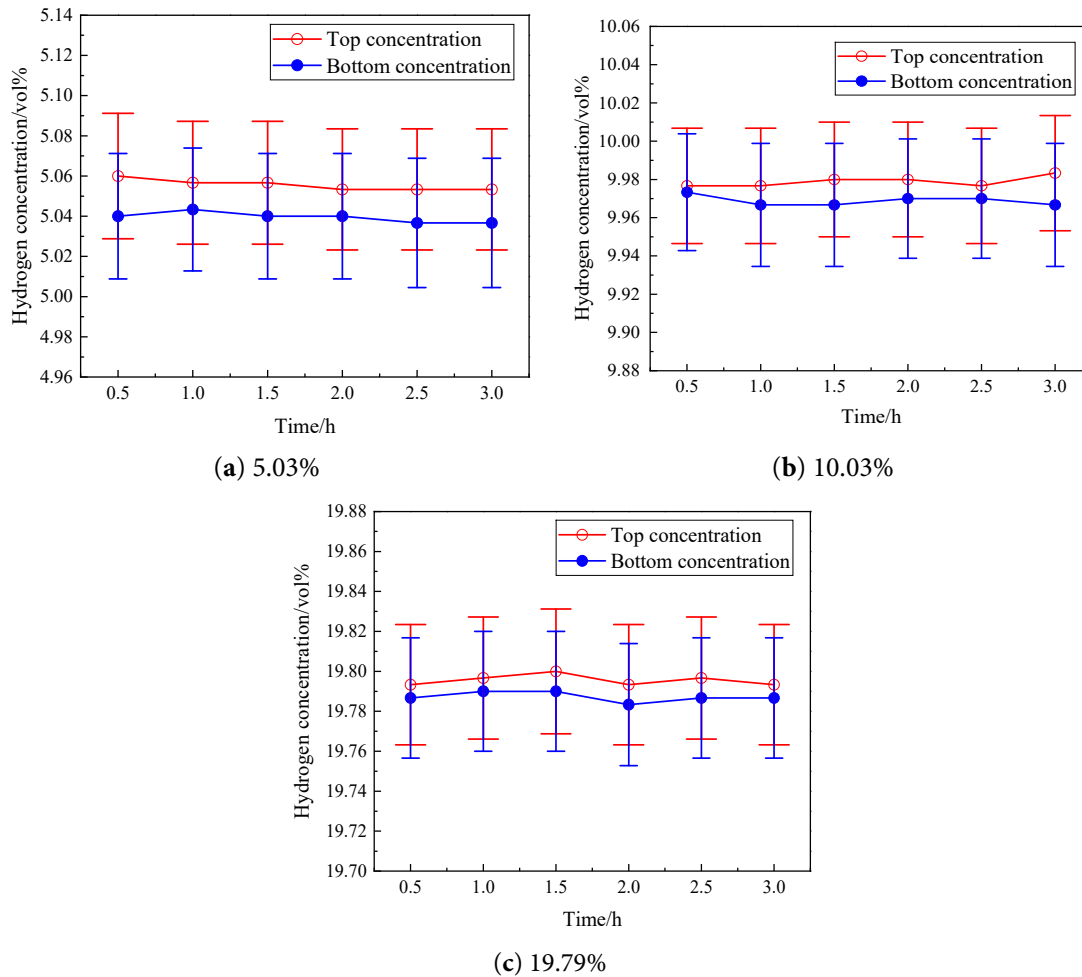 5.14
5.12
5.10
5.08
5.06
5.04
5.02
5.00
4.98
4.96
Hydrogen concentration/vol%
Top concentration
Bottom concentration
0.5 1.0 1.5 2.0 2.5 3.0
Time/h
(a) 5.03%
10.06
10.04
10.02
10.00
9.98
9.96
9.94
9.92
9.90
9.88
Hydrogen concentration/vol%
Top concentration
Bottom concentration
0.5 1.0 1.5 2.0 2.5 3.0
Time/h
(b) 10.03%
19.88
19.86
19.84
19.82
19.80
19.78
19.76
19.74
19.72
19.70
Hydrogen concentration/vol%
Top concentration
Bottom concentration
0.5 1.0 1.5 2.0 2.5 3.0
Time/h
(c) 19.79%